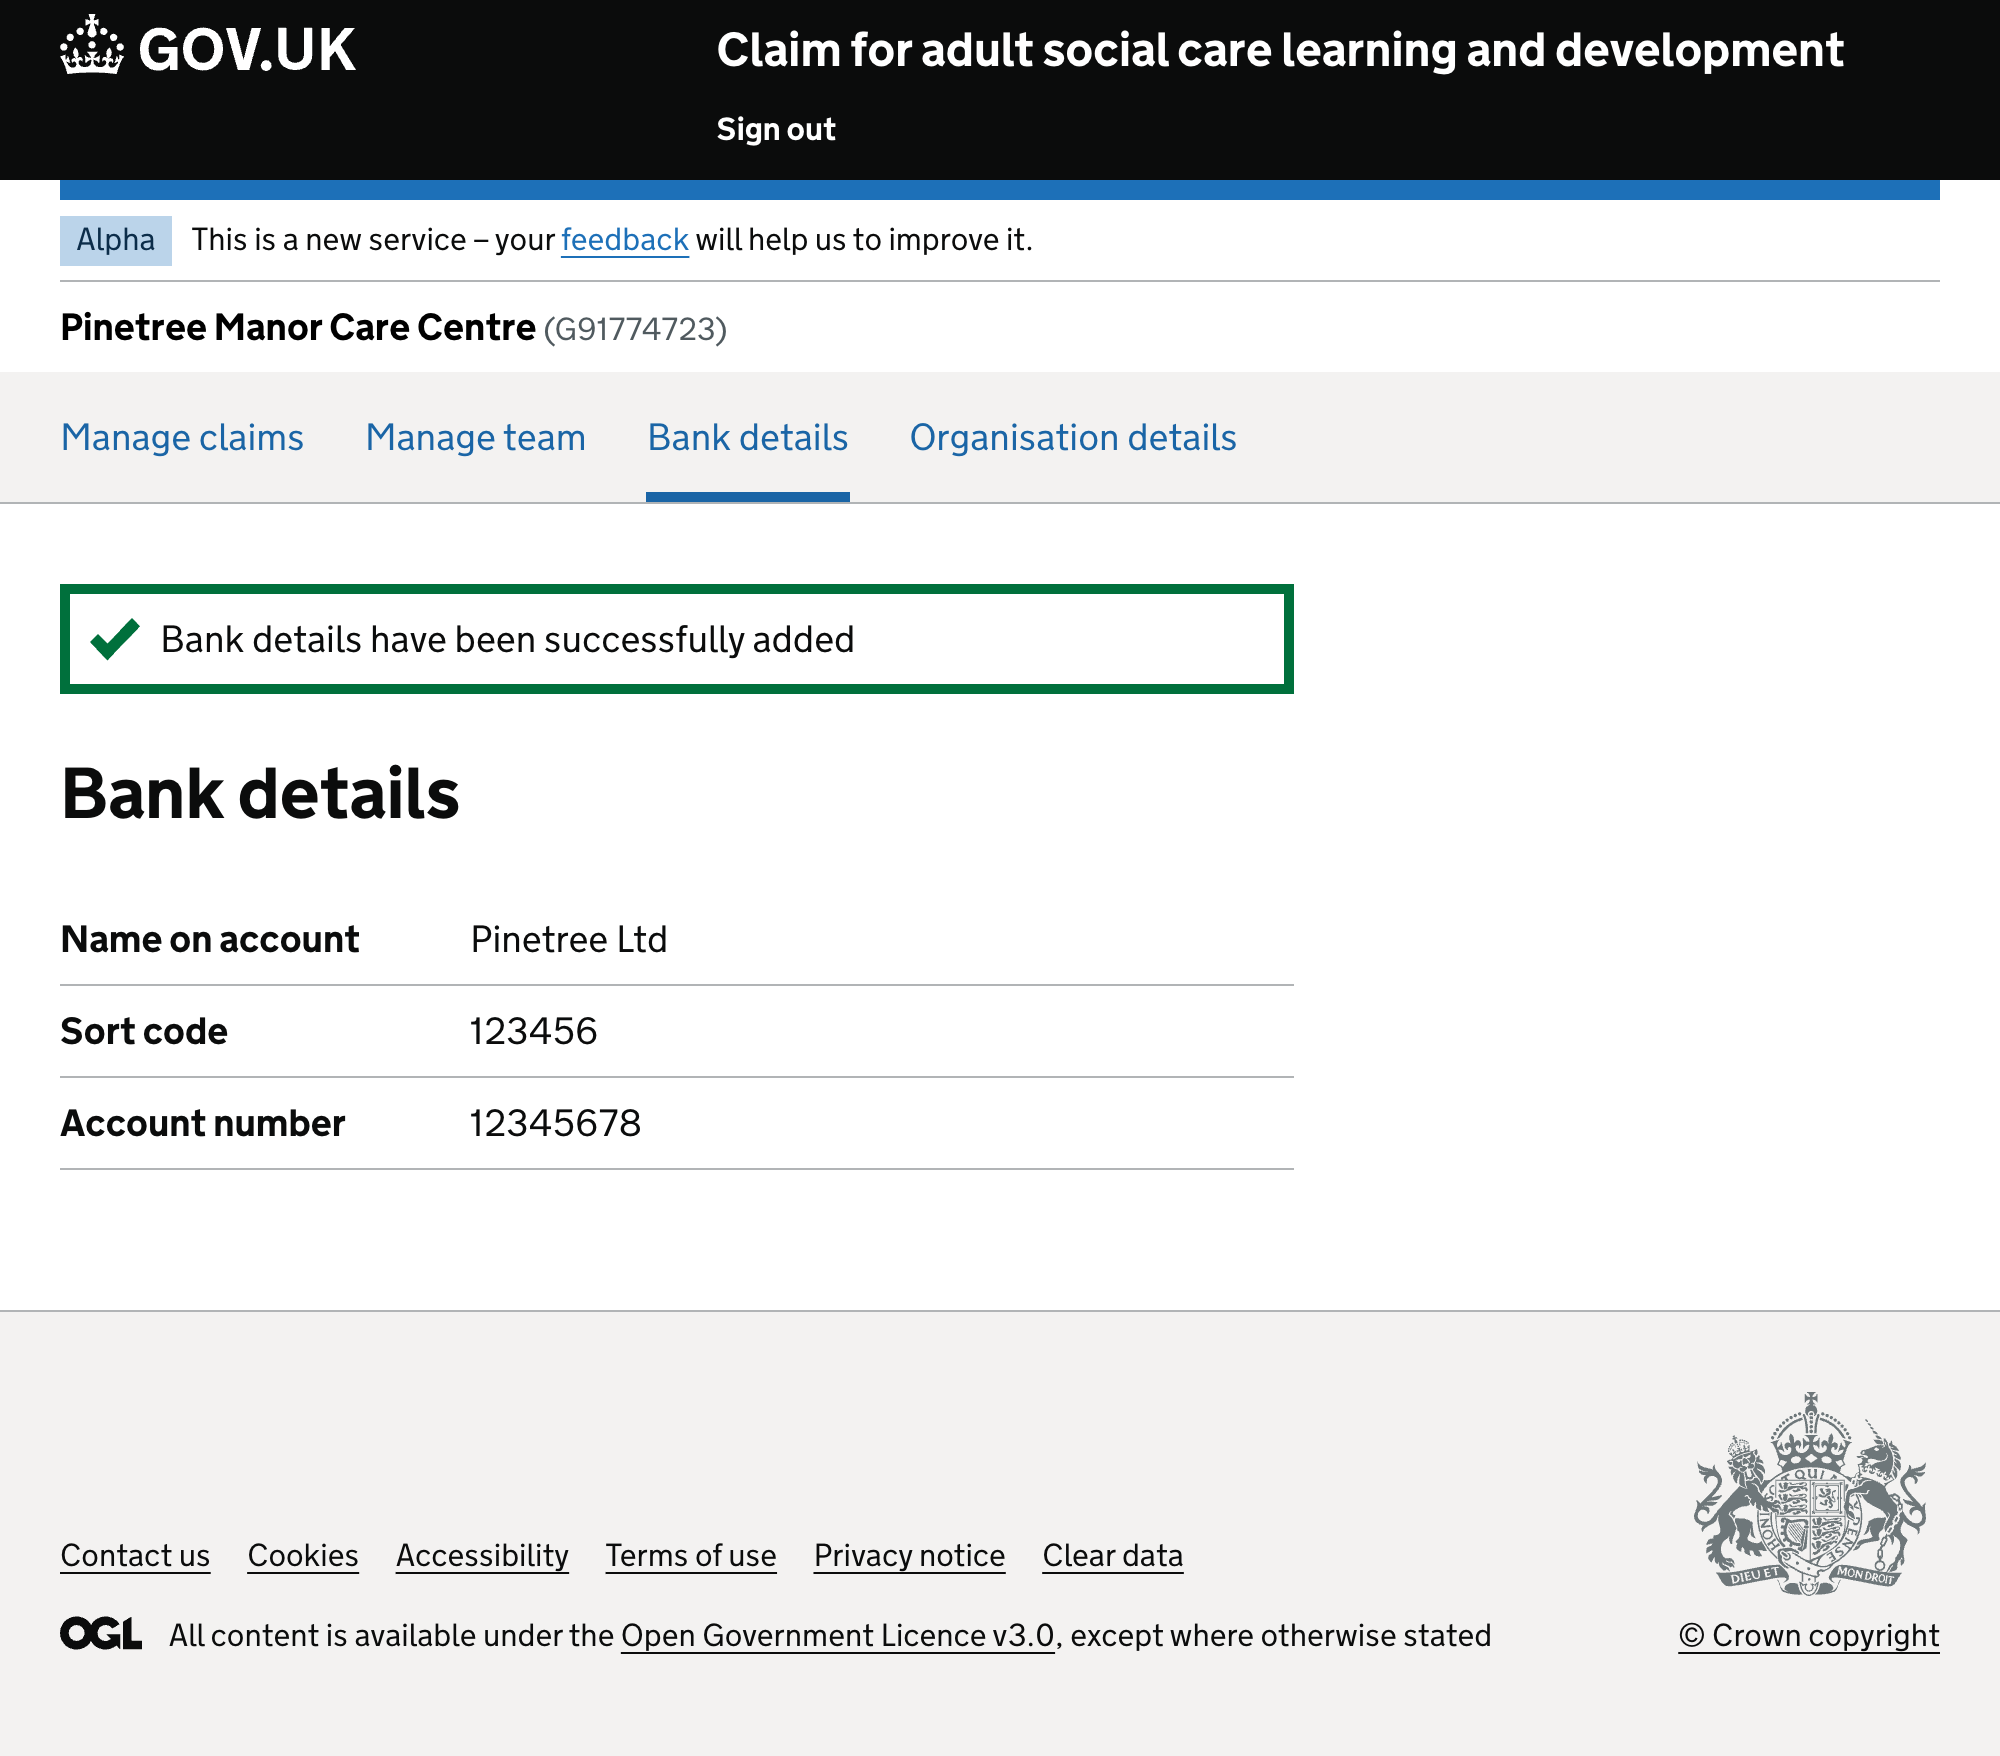 GOV.UK
Claim for adult social care learning and development
Sign out
Alpha This is a new service – your feedback will help us to improve it.
Pinetree Manor Care Centre (G91774723)
Manage claims Manage team Bank details Organisation details
Bank details have been successfully added
Bank details
Name on account Pinetree Ltd
Sort code 123456
Account number 12345678
QUI
HONI
PENSE
DIEU ET MON DROIT
Contact us Cookies Accessibility Terms of use Privacy notice Clear data
OGL All content is available under the Open Government Licence v3.0, except where otherwise stated
© Crown copyright